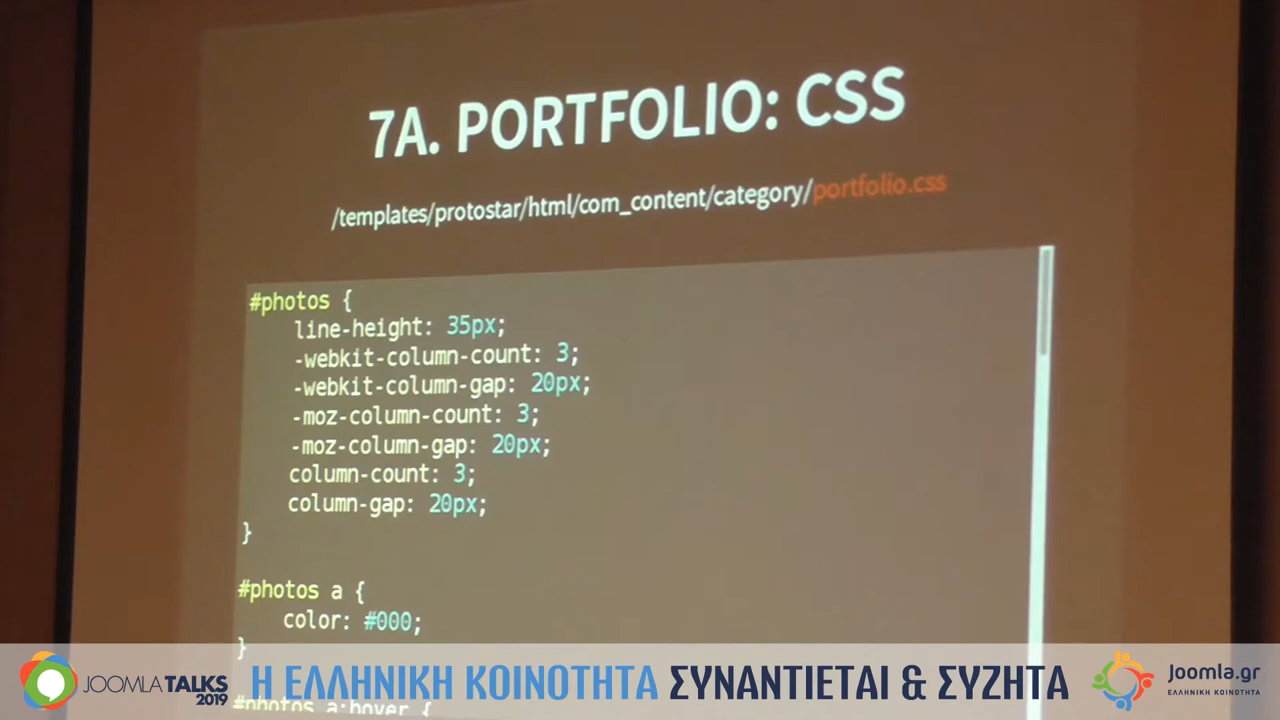 7A. PORTFOLIO: CSS
/templates/protostar/html/com_content/category/portfolio.css
#photos {
line-height: 35px;
-webkit-column-count: 3;
-webkit-column-gap: 20px;
-moz-column-count: 3;
-moz-column-gap: 20px;
column-count: 3;
column-gap: 20px;
}
#photos a {
color: #000;
}
#photos a:hover {
JOOMLA TALKS
2019
Η ΕΛΛΗΝΙΚΗ ΚΟΙΝΟΤΗΤΑ ΣΥΝΑΝΤΙΕΤΑΙ & ΣΥΖΗΤΑ
Joomla.gr
ΕΛΛΗΝΙΚΗ ΚΟΙΝΟΤΗΤΑ